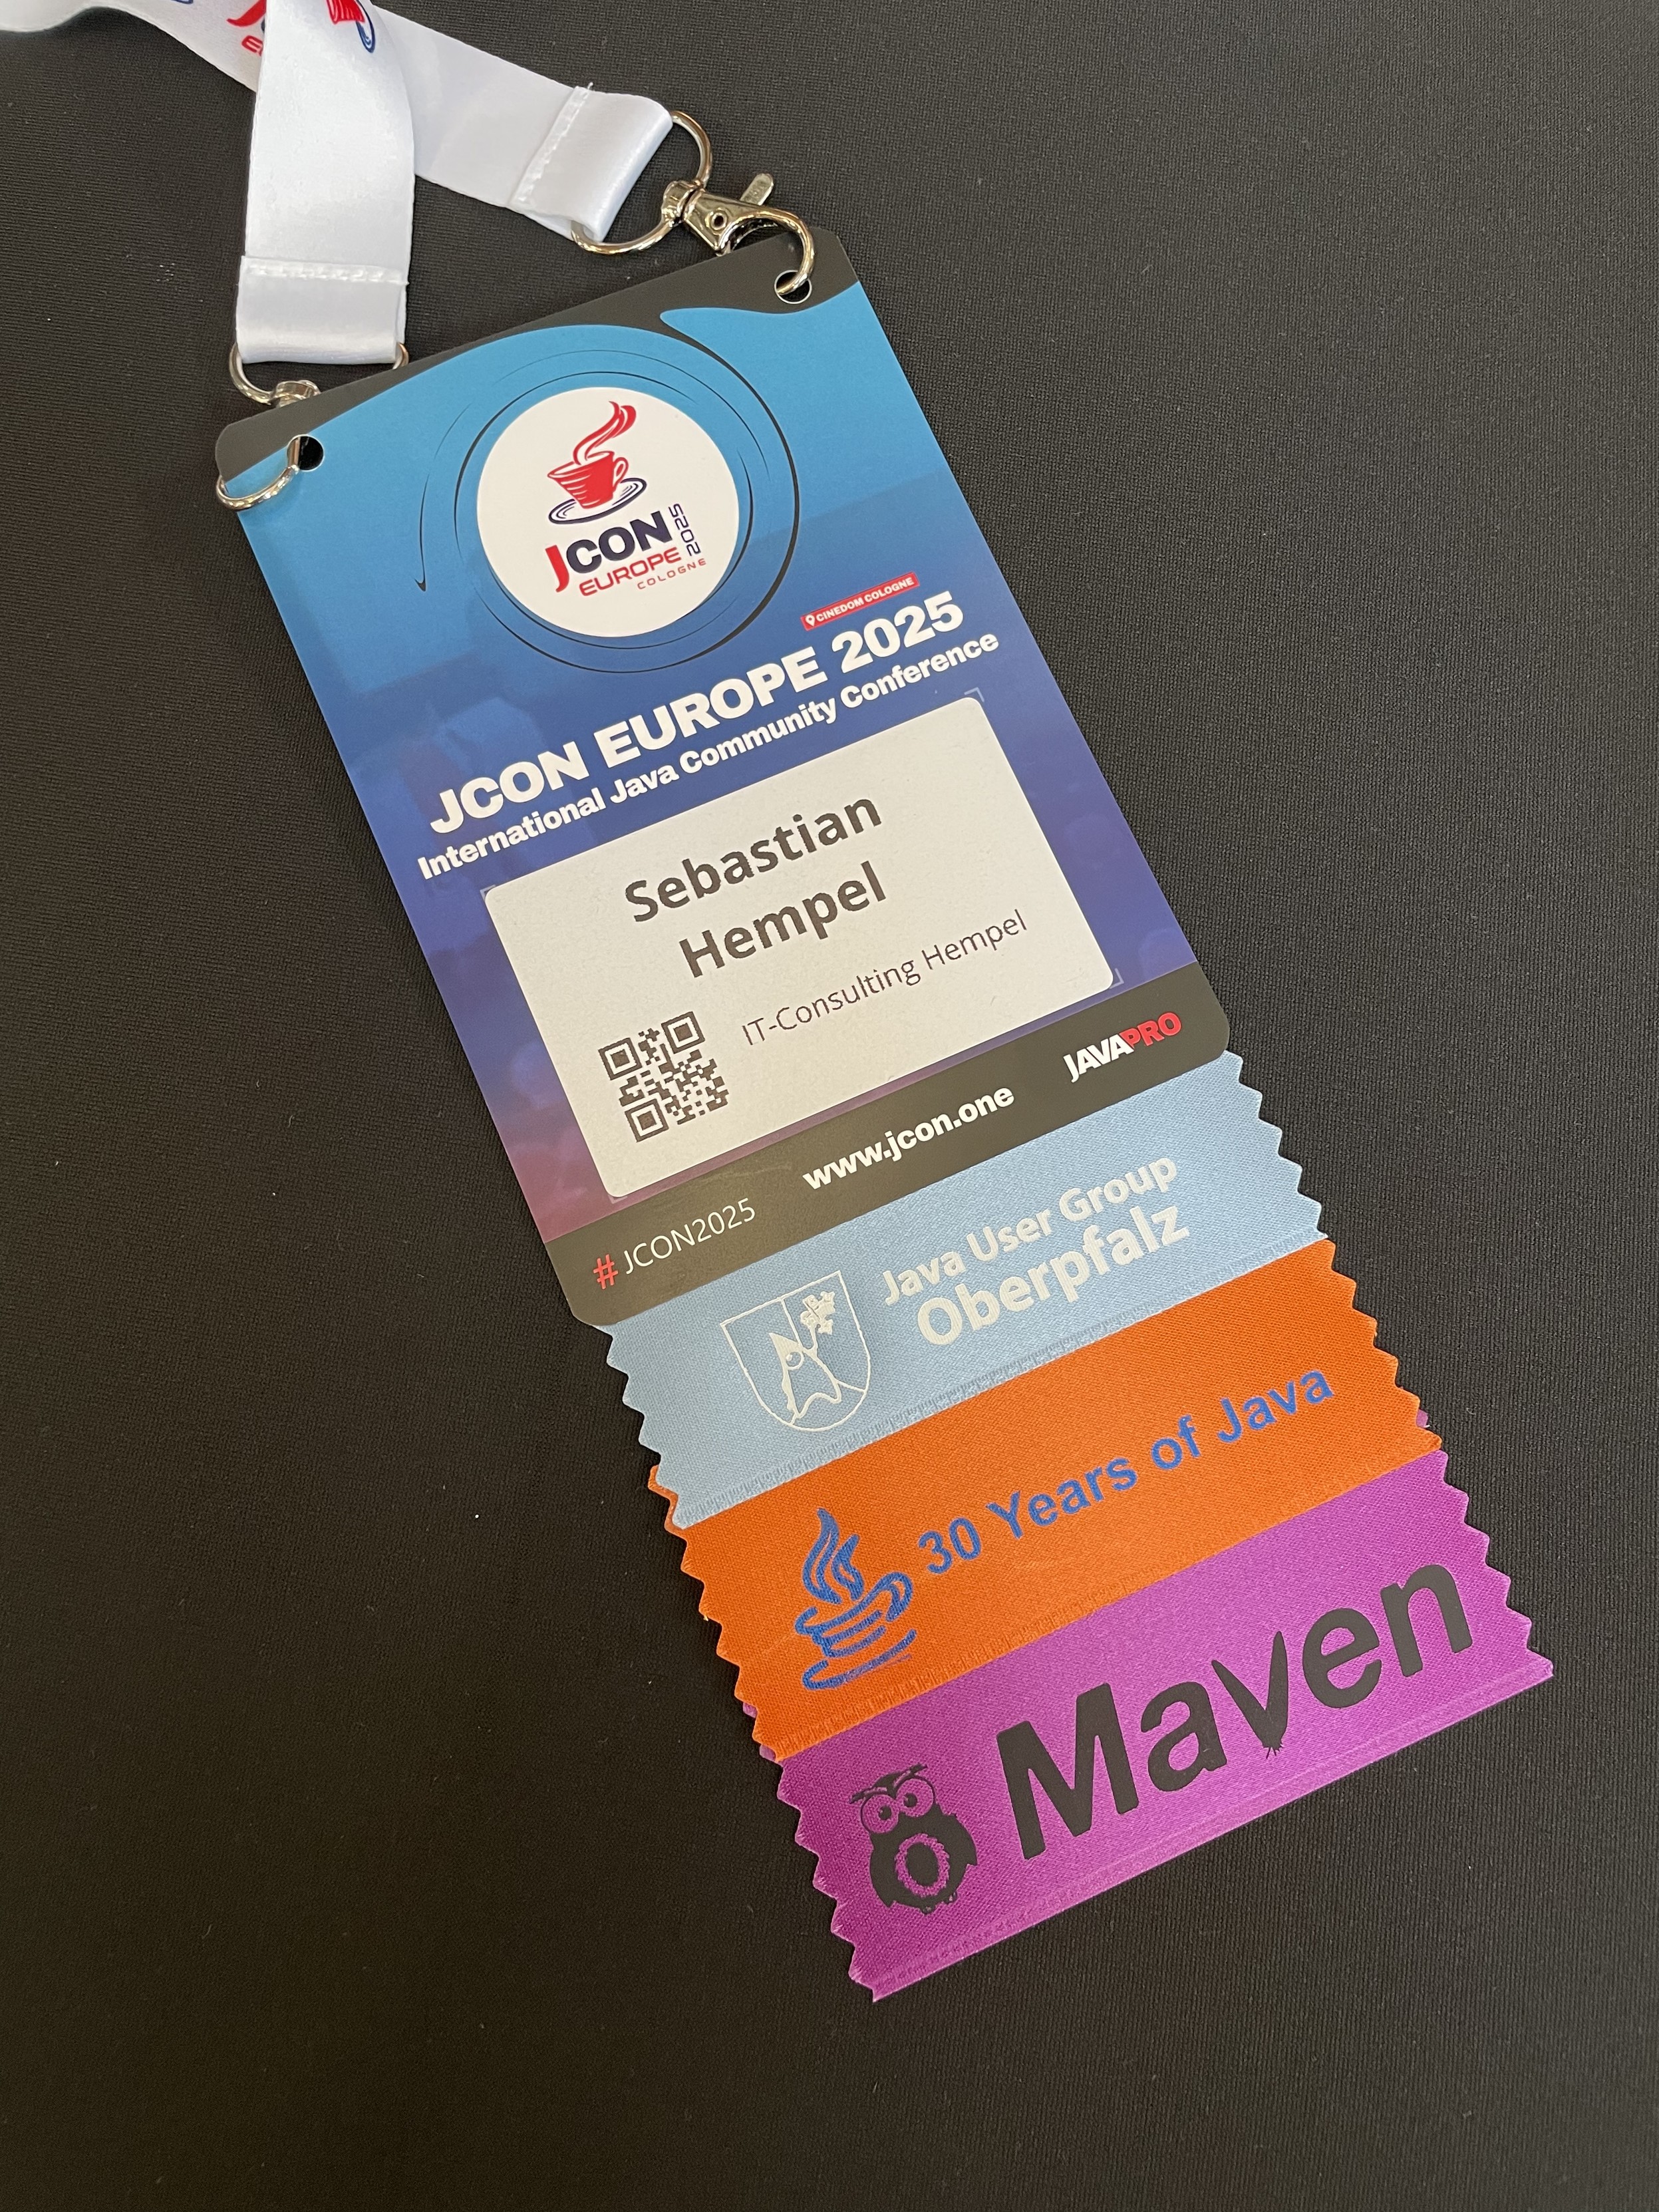 JCON
2025
EUROPE
COLOGNE
CINEDOM COLOGNE
JCON EUROPE 2025
International Java Community Conference
Sebastian
Hempel
IT-Consulting Hempel
#JCON2025
www.jcon.one
JAVAPRO
Java User Group
Oberpfalz
30 Years of Java
Maven